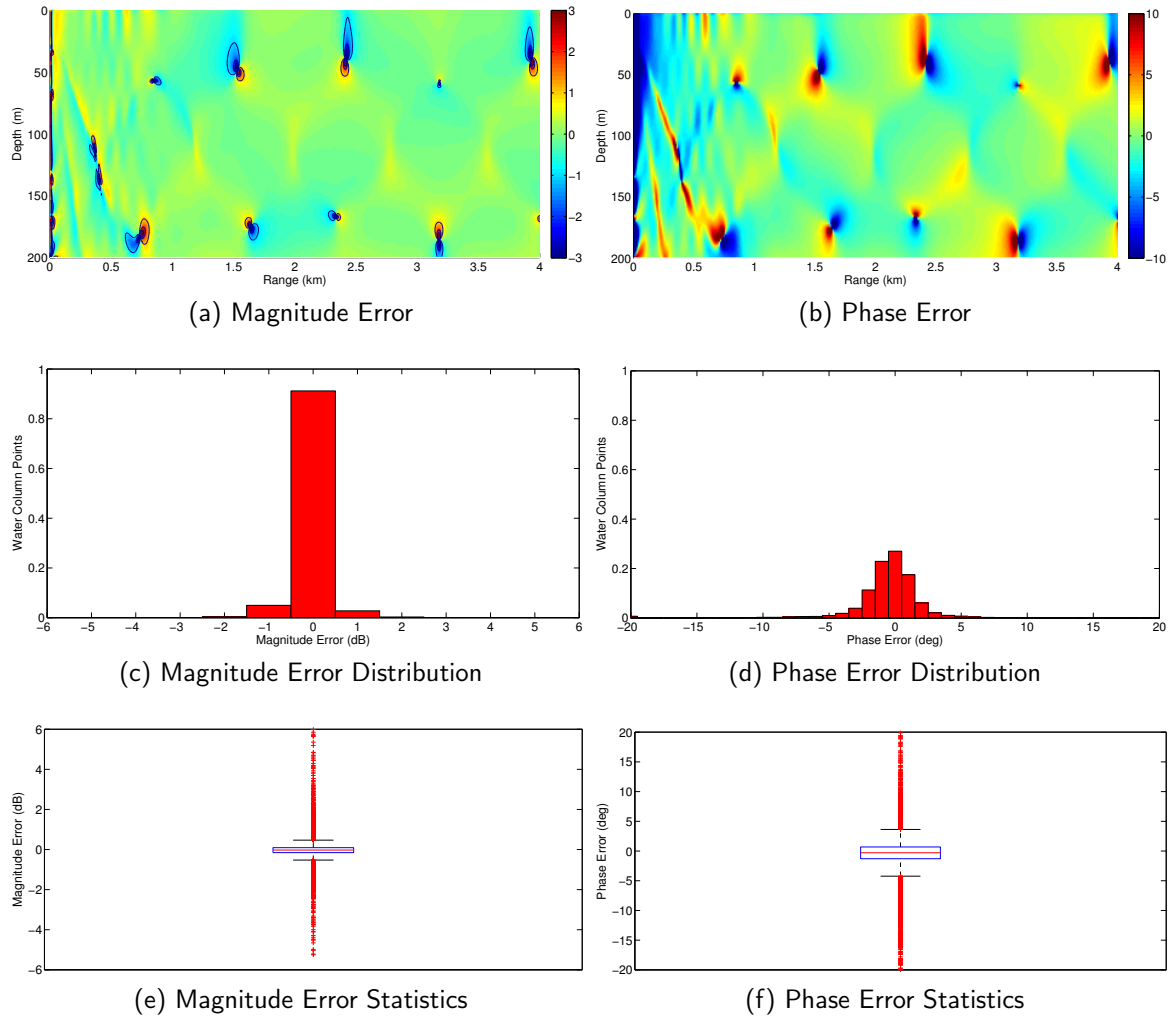 0
50
100
150
200
Depth (m)
0 0.5 1 1.5 2 2.5 3 3.5 4
Range (km)
3
2
1
0
−1
−2
−3
(a) Magnitude Error
0
50
100
150
200
Depth (m)
0 0.5 1 1.5 2 2.5 3 3.5 4
Range (km)
10
5
0
−5
−10
(b) Phase Error
1
0.8
0.6
0.4
0.2
0
Water Column Points
−6 −5 −4 −3 −2 −1 0 1 2 3 4 5 6
Magnitude Error (dB)
(c) Magnitude Error Distribution
1
0.8
0.6
0.4
0.2
0
Water Column Points
−20 −15 −10 −5 0 5 10 15 20
Phase Error (deg)
(d) Phase Error Distribution
6
4
2
0
−2
−4
−6
Magnitude Error (dB)
(e) Magnitude Error Statistics
20
15
10
5
0
−5
−10
−15
−20
Phase Error (deg)
(f) Phase Error Statistics